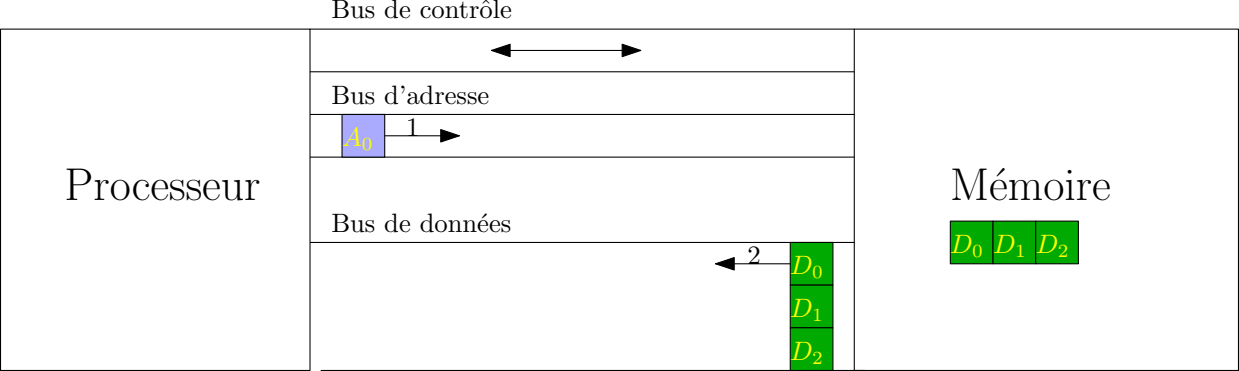 Bus de contrôle
Bus d'adresse
A₀ 1
Processeur
Mémoire
Bus de données
D₀ D₁ D₂
2 D₀
D₁
D₂